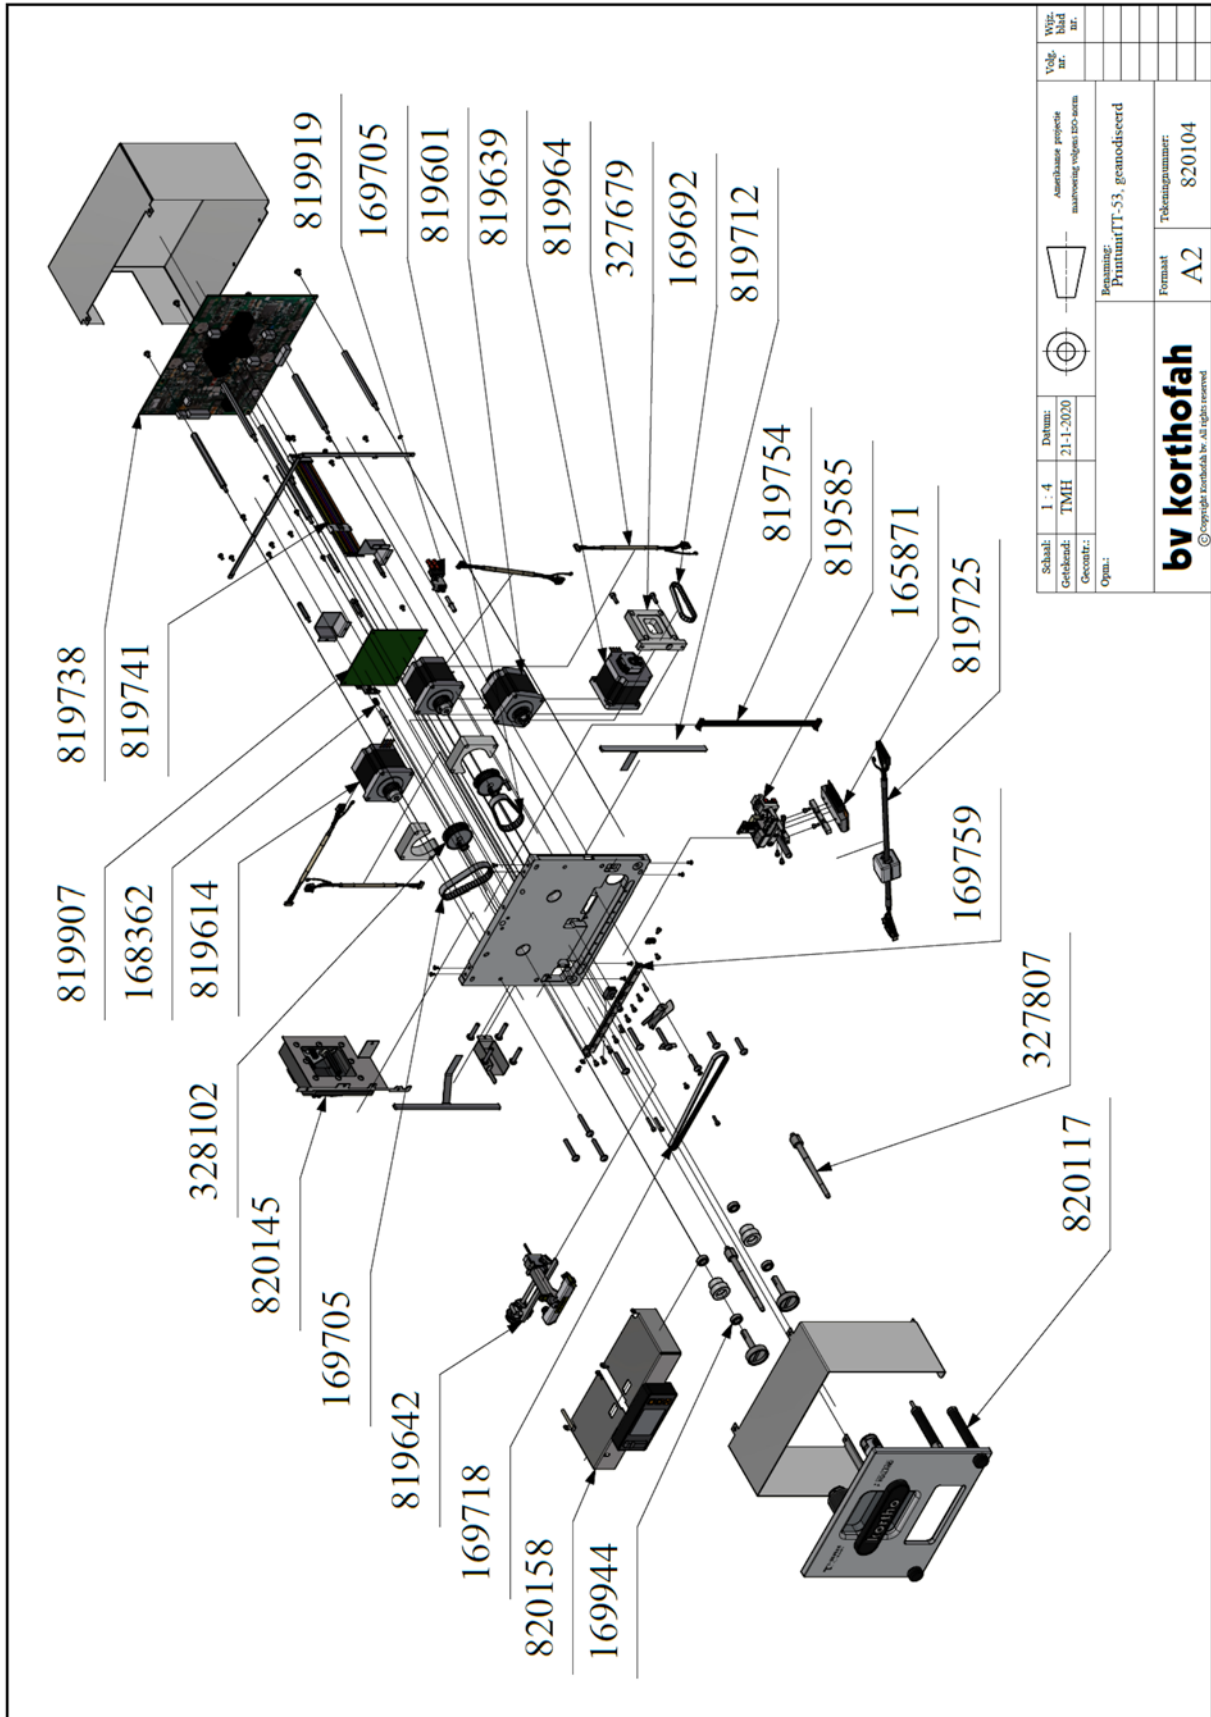 819738
819741
819907
168362
819614
328102
820145
169705
819642
169718
820158
169944
819919
169705
819601
819639
819964
327679
169692
819712
819754
819585
165871
819725
169759
327807
820117
kortho
Schaal:
1 : 4
Datum:
Getekend:
TMH
21-1-2020
Gecontr.:
Opm.:
Amerikaanse projectie
maatvoering volgens ISO-norm
Volg. nr.
Wijz. blad nr.
Benaming:
PrintunitTT-53, geanodiseerd
bv korthofah
© Copyright Korthofah bv. All rights reserved
Formaat
A2
Tekeningnummer:
820104